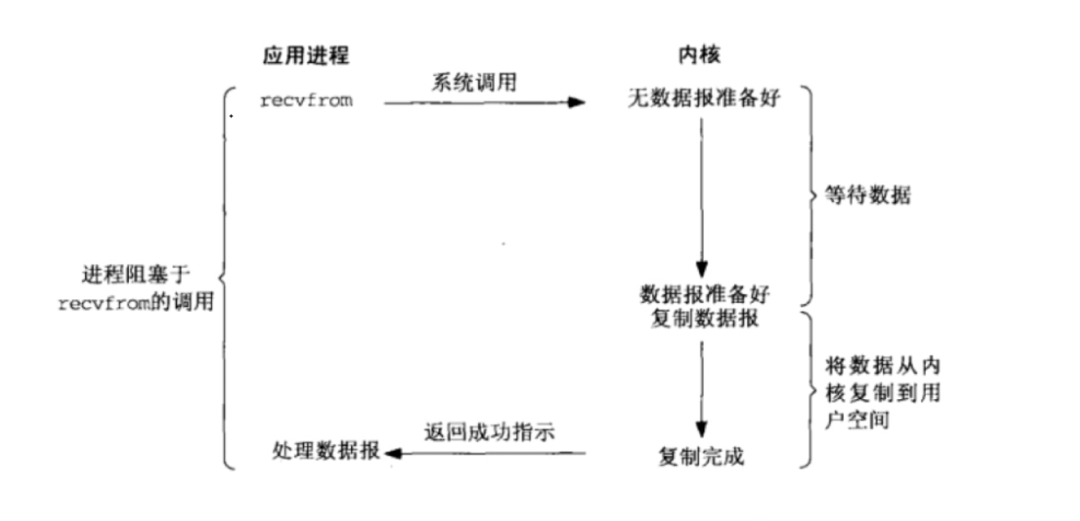 应用进程
内核
系统调用
recvfrom
无数据报准备好
等待数据
进程阻塞于
recvfrom的调用
数据报准备好
复制数据报
将数据从内
核复制到用
户空间
返回成功指示
处理数据报
复制完成